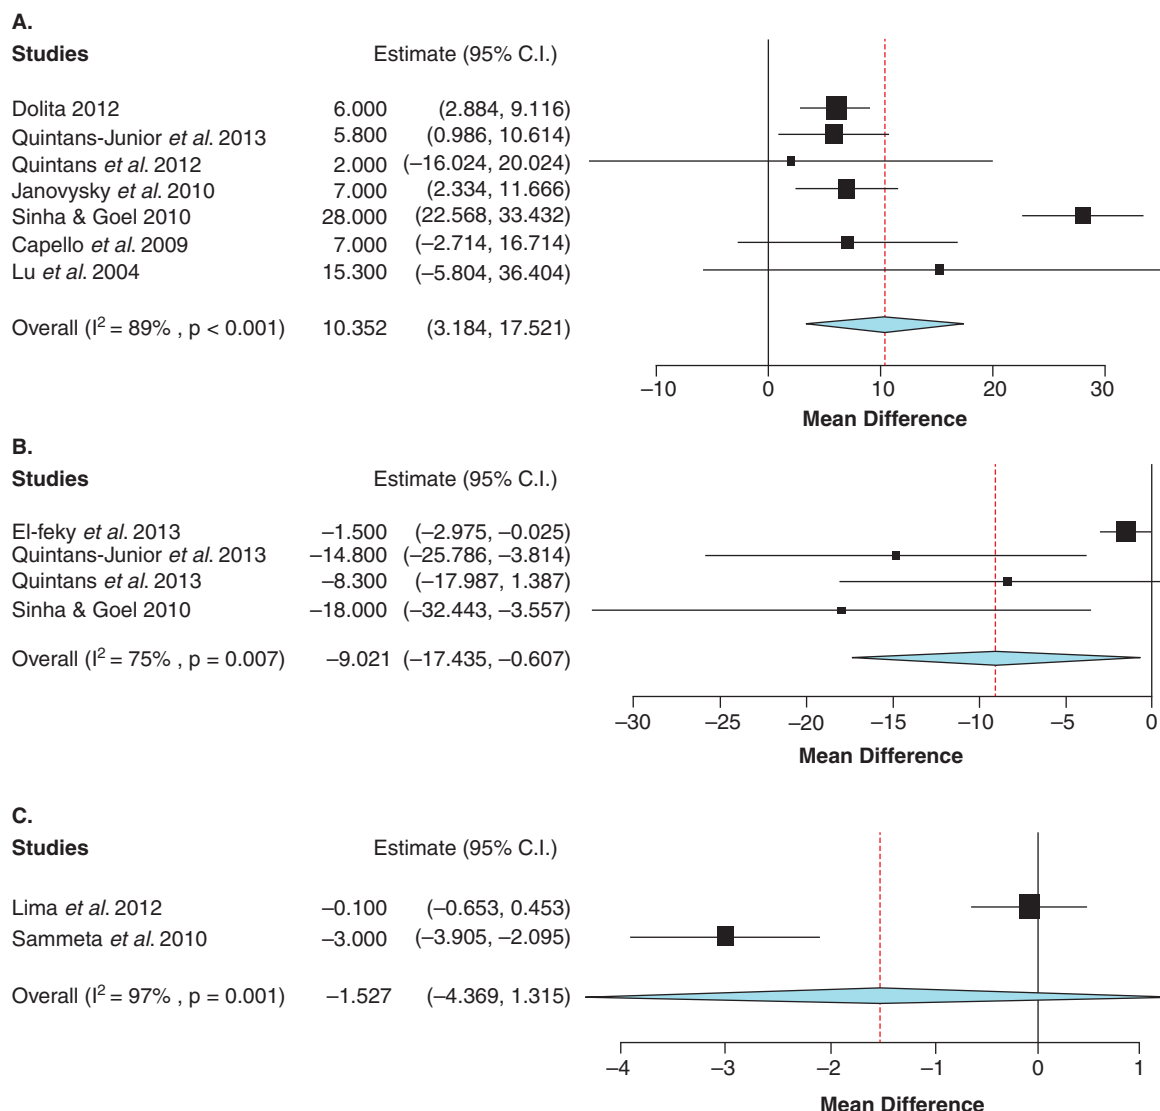 A.
Studies Estimate (95% C.I.)
Dolita 2012 6.000 (2.884, 9.116)
Quintans-Junior et al. 2013 5.800 (0.986, 10.614)
Quintans et al. 2012 2.000 (–16.024, 20.024)
Janovysky et al. 2010 7.000 (2.334, 11.666)
Sinha & Goel 2010 28.000 (22.568, 33.432)
Capello et al. 2009 7.000 (–2.714, 16.714)
Lu et al. 2004 15.300 (–5.804, 36.404)
Overall (I² = 89% , p < 0.001) 10.352 (3.184, 17.521)
–10 0 10 20 30
Mean Difference
B.
Studies Estimate (95% C.I.)
El-feky et al. 2013 –1.500 (–2.975, –0.025)
Quintans-Junior et al. 2013 –14.800 (–25.786, –3.814)
Quintans et al. 2013 –8.300 (–17.987, 1.387)
Sinha & Goel 2010 –18.000 (–32.443, –3.557)
Overall (I² = 75% , p = 0.007) –9.021 (–17.435, –0.607)
–30 –25 –20 –15 –10 –5 0
Mean Difference
C.
Studies Estimate (95% C.I.)
Lima et al. 2012 –0.100 (–0.653, 0.453)
Sammeta et al. 2010 –3.000 (–3.905, –2.095)
Overall (I² = 97% , p = 0.001) –1.527 (–4.369, 1.315)
–4 –3 –2 –1 0 1
Mean Difference